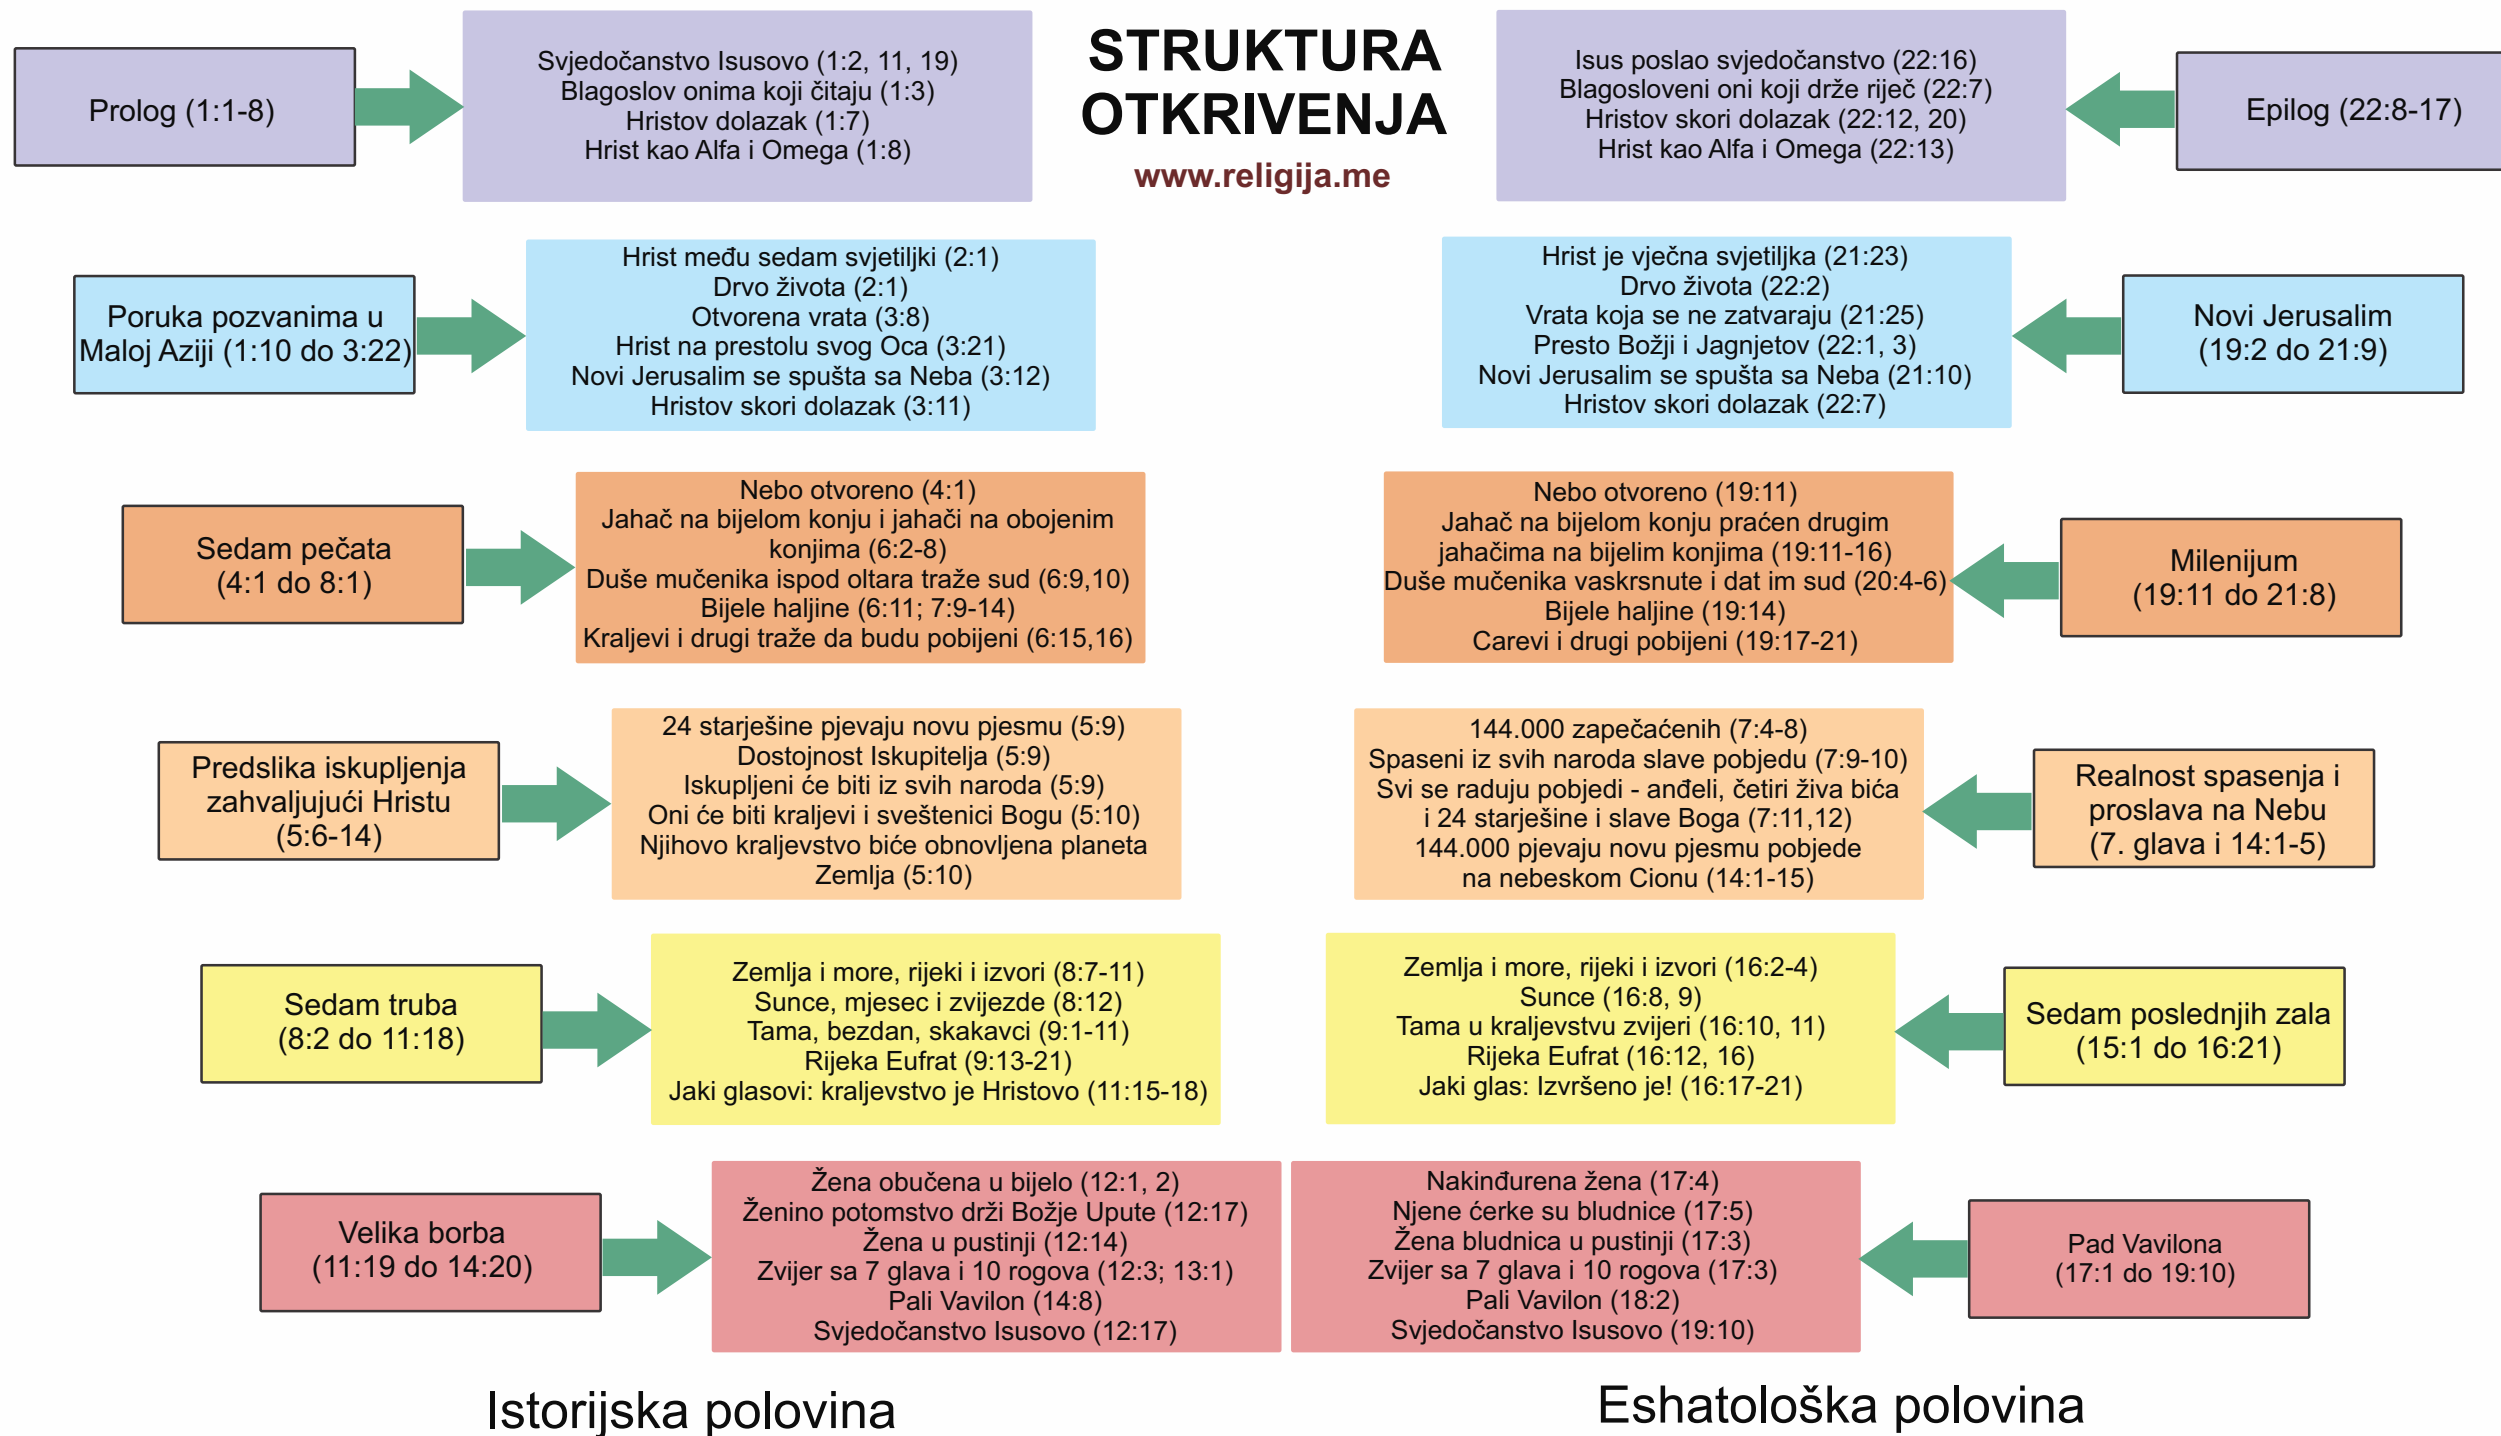 STRUKTURA
OTKRIVENJA
www.religija.me
Prolog (1:1-8)
Svjedočanstvo Isusovo (1:2, 11, 19)
Blagoslov onima koji čitaju (1:3)
Hristov dolazak (1:7)
Hrist kao Alfa i Omega (1:8)
Isus poslao svjedočanstvo (22:16)
Blagosloveni oni koji drže riječ (22:7)
Hristov skori dolazak (22:12, 20)
Hrist kao Alfa i Omega (22:13)
Epilog (22:8-17)
Poruka pozvanima u
Maloj Aziji (1:10 do 3:22)
Hrist među sedam svjetiljki (2:1)
Drvo života (2:1)
Otvorena vrata (3:8)
Hrist na prestolu svog Oca (3:21)
Novi Jerusalim se spušta sa Neba (3:12)
Hristov skori dolazak (3:11)
Hrist je vječna svjetiljka (21:23)
Drvo života (22:2)
Vrata koja se ne zatvaraju (21:25)
Presto Božji i Jagnjetov (22:1, 3)
Novi Jerusalim se spušta sa Neba (21:10)
Hristov skori dolazak (22:7)
Novi Jerusalim
(19:2 do 21:9)
Sedam pečata
(4:1 do 8:1)
Nebo otvoreno (4:1)
Jahač na bijelom konju i jahači na obojenim
konjima (6:2-8)
Duše mučenika ispod oltara traže sud (6:9,10)
Bijele haljine (6:11; 7:9-14)
Kraljevi i drugi traže da budu pobijeni (6:15,16)
Nebo otvoreno (19:11)
Jahač na bijelom konju praćen drugim
jahačima na bijelim konjima (19:11-16)
Duše mučenika vaskrsnute i dat im sud (20:4-6)
Bijele haljine (19:14)
Carevi i drugi pobijeni (19:17-21)
Milenijum
(19:11 do 21:8)
Predslika iskupljenja
zahvaljujući Hristu
(5:6-14)
24 starješine pjevaju novu pjesmu (5:9)
Dostojnost Iskupitelja (5:9)
Iskupljeni će biti iz svih naroda (5:9)
Oni će biti kraljevi i sveštenici Bogu (5:10)
Njihovo kraljevstvo biće obnovljena planeta
Zemlja (5:10)
144.000 zapečaćenih (7:4-8)
Spaseni iz svih naroda slave pobjedu (7:9-10)
Svi se raduju pobjedi - anđeli, četiri živa bića
i 24 starješine i slave Boga (7:11,12)
144.000 pjevaju novu pjesmu pobjede
na nebeskom Cionu (14:1-15)
Realnost spasenja i
proslava na Nebu
(7. glava i 14:1-5)
Sedam truba
(8:2 do 11:18)
Zemlja i more, rijeki i izvori (8:7-11)
Sunce, mjesec i zvijezde (8:12)
Tama, bezdan, skakavci (9:1-11)
Rijeka Eufrat (9:13-21)
Jaki glasovi: kraljevstvo je Hristovo (11:15-18)
Zemlja i more, rijeki i izvori (16:2-4)
Sunce (16:8, 9)
Tama u kraljevstvu zvijeri (16:10, 11)
Rijeka Eufrat (16:12, 16)
Jaki glas: Izvršeno je! (16:17-21)
Sedam poslednjih zala
(15:1 do 16:21)
Velika borba
(11:19 do 14:20)
Žena obučena u bijelo (12:1, 2)
Ženino potomstvo drži Božje Upute (12:17)
Žena u pustinji (12:14)
Zvijer sa 7 glava i 10 rogova (12:3; 13:1)
Pali Vavilon (14:8)
Svjedočanstvo Isusovo (12:17)
Nakinđurena žena (17:4)
Njene ćerke su bludnice (17:5)
Žena bludnica u pustinji (17:3)
Zvijer sa 7 glava i 10 rogova (17:3)
Pali Vavilon (18:2)
Svjedočanstvo Isusovo (19:10)
Pad Vavilona
(17:1 do 19:10)
Istorijska polovina
Eshatološka polovina